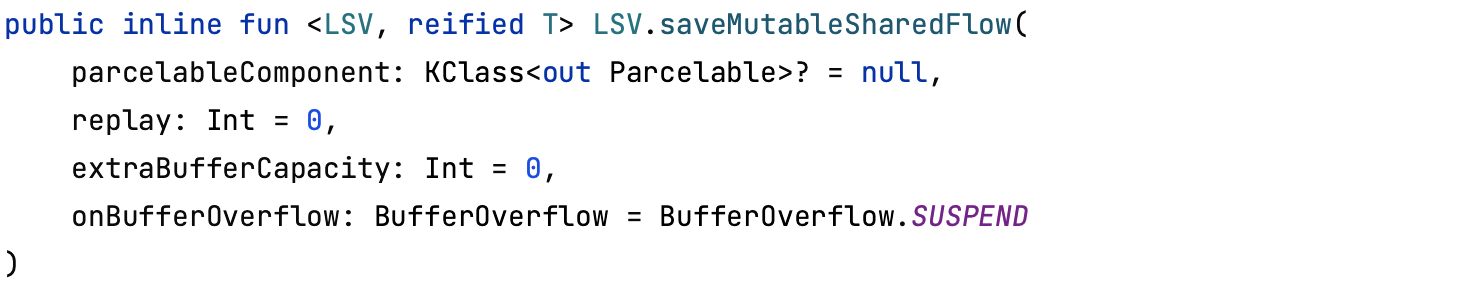 public inline fun <LSV, reified T> LSV.saveMutableSharedFlow(
    parcelableComponent: KClass<out Parcelable>? = null,
    replay: Int = 0,
    extraBufferCapacity: Int = 0,
    onBufferOverflow: BufferOverflow = BufferOverflow.SUSPEND
)